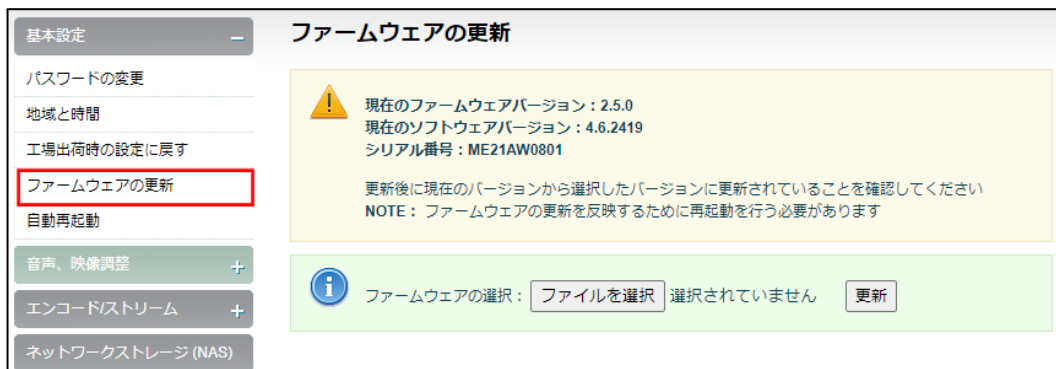 基本設定
パスワードの変更
地域と時間
工場出荷時の設定に戻す
ファームウエアの更新
自動再起動
音声、映像調整
エンコード/ストリーム
ネットワークストレージ (NAS)
ファームウェアの更新
現在のファームウェアバージョン：2.5.0
現在のソフトウェアバージョン：4.6.2419
シリアル番号：ME21AW0801
更新後に現在のバージョンから選択したバージョンに更新されていることを確認してください
NOTE： ファームウェアの更新を反映するために再起動を行う必要があります
ファームウェアの選択： ファイルを選択 選択されていません 更新